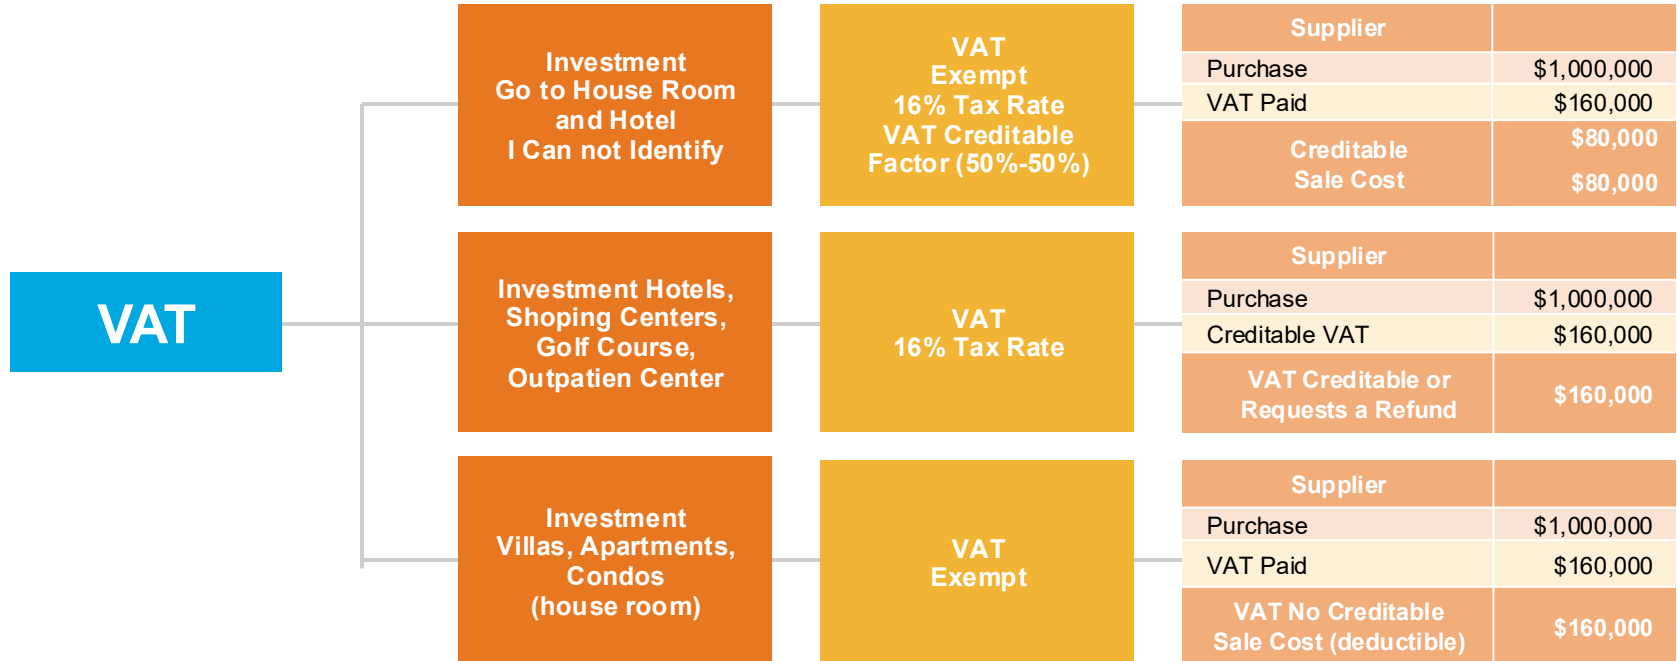 VAT
Investment
Go to House Room
and Hotel
I Can not Identify
VAT
Exempt
16% Tax Rate
VAT Creditable
Factor (50%-50%)
Supplier
Purchase $1,000,000
VAT Paid $160,000
Creditable $80,000
Sale Cost $80,000
Investment Hotels,
Shoping Centers,
Golf Course,
Outpatien Center
VAT
16% Tax Rate
Supplier
Purchase $1,000,000
Creditable VAT $160,000
VAT Creditable or
Requests a Refund $160,000
Investment
Villas, Apartments,
Condos
(house room)
VAT
Exempt
Supplier
Purchase $1,000,000
VAT Paid $160,000
VAT No Creditable
Sale Cost (deductible) $160,000